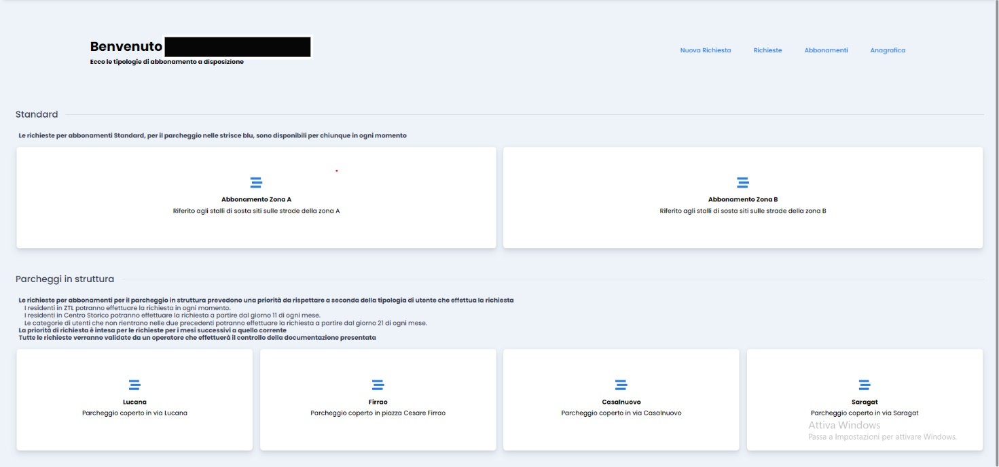 Benvenuto
Ecco le tipologie di abbonamento a disposizione
Nuova Richiesta Richieste Abbonamenti Anagrafica
Standard
Le richieste per abbonamenti Standard, per il parcheggio nelle strisce blu, sono disponibili per chiunque in ogni momento
Abbonamento Zona A
Riferito agli stalli di sosta siti sulle strade della zona A
Abbonamento Zona B
Riferito agli stalli di sosta siti sulle strade della zona B
Parcheggi in struttura
Le richieste per abbonamenti per il parcheggio in struttura prevedono una priorità da rispettare a seconda della tipologia di utente che effettua la richiesta
I residenti in ZTL potranno effettuare la richiesta in ogni momento.
I residenti in Centro Storico potranno effettuare la richiesta a partire dal giorno 11 di ogni mese.
Le categorie di utenti che non rientrano nelle due precedenti potranno effettuare la richiesta a partire dal giorno 21 di ogni mese.
La priorità di richiesta è intesa per le richieste per i mesi successivi a quello corrente
Tutte le richieste verranno validate da un operatore che effettuerà il controllo della documentazione presentata
Lucana
Parcheggio coperto in via Lucana
Firrao
Parcheggio coperto in piazza Cesare Firrao
Casalnuovo
Parcheggio coperto in via Casalnuovo
Saragat
Parcheggio coperto in via Saragat
Attiva Windows
Passa a Impostazioni per attivare Windows.